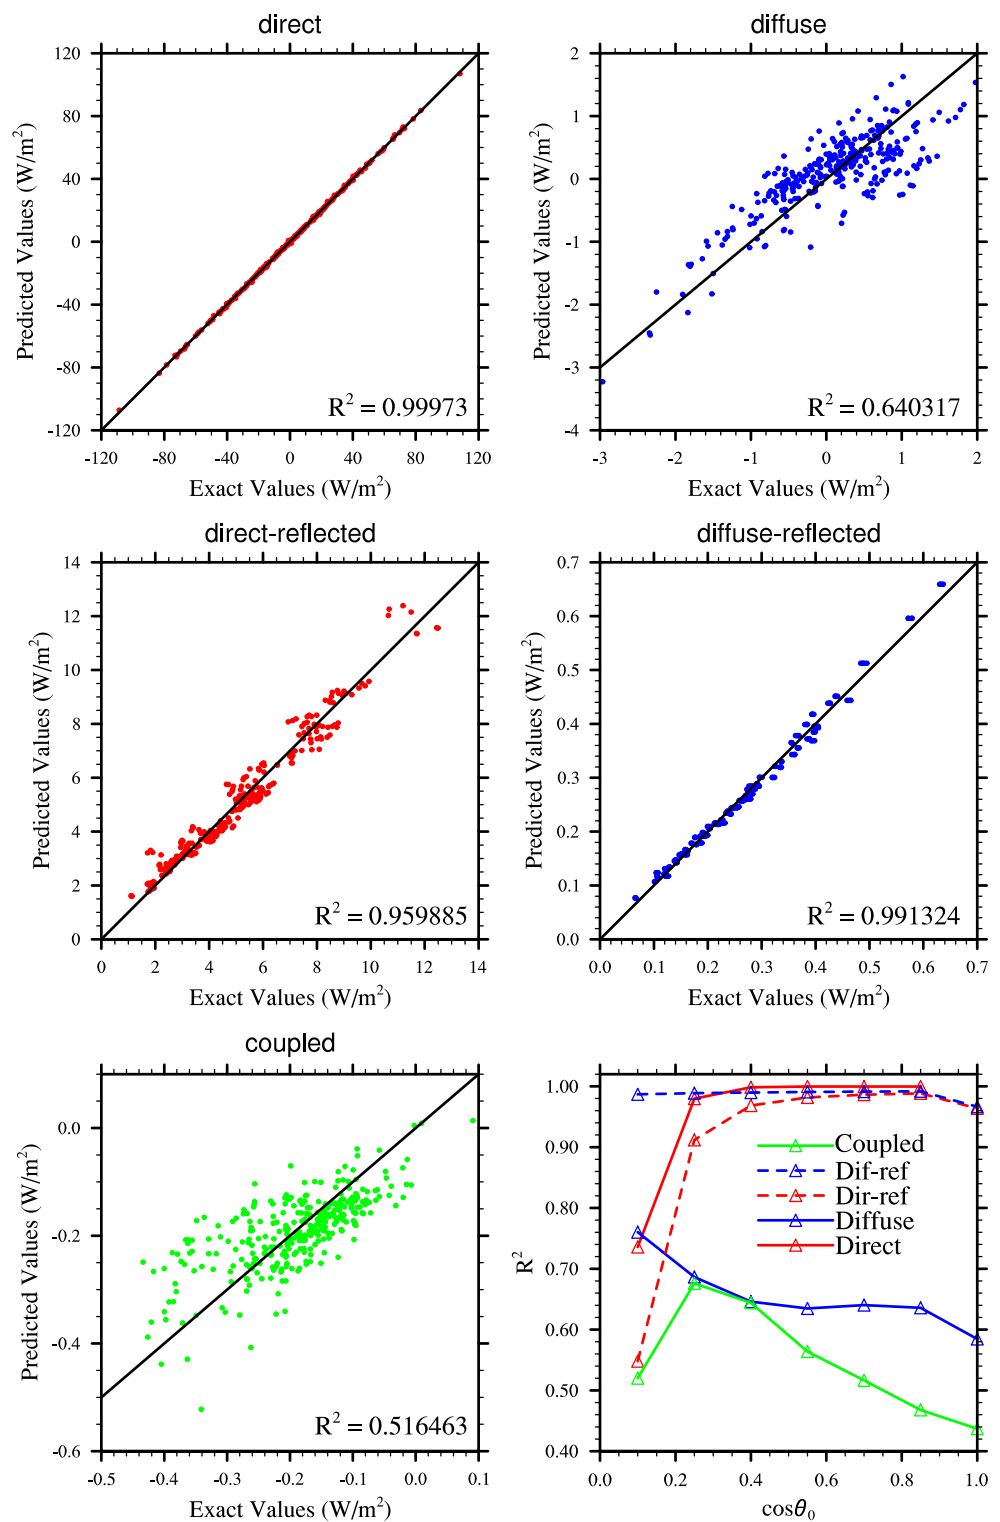 direct
120
80
40
0
-40
-80
-120
-120 -80 -40 0 40 80 120
Predicted Values (W/m²)
Exact Values (W/m²)
R² = 0.99973
diffuse
2
1
0
-1
-2
-3
-4
-3 -2 -1 0 1 2
Predicted Values (W/m²)
Exact Values (W/m²)
R² = 0.640317
direct-reflected
14
12
10
8
6
4
2
0
0 2 4 6 8 10 12 14
Predicted Values (W/m²)
Exact Values (W/m²)
R² = 0.959885
diffuse-reflected
0.7
0.6
0.5
0.4
0.3
0.2
0.1
0.0
0.0 0.1 0.2 0.3 0.4 0.5 0.6 0.7
Predicted Values (W/m²)
Exact Values (W/m²)
R² = 0.991324
coupled
0.0
-0.2
-0.4
-0.6
-0.5 -0.4 -0.3 -0.2 -0.1 0.0 0.1
Predicted Values (W/m²)
Exact Values (W/m²)
R² = 0.516463
1.00
0.90
0.80
0.70
0.60
0.50
0.40
0.0 0.2 0.4 0.6 0.8 1.0
R²
cosθ₀
Coupled
Dif-ref
Dir-ref
Diffuse
Direct